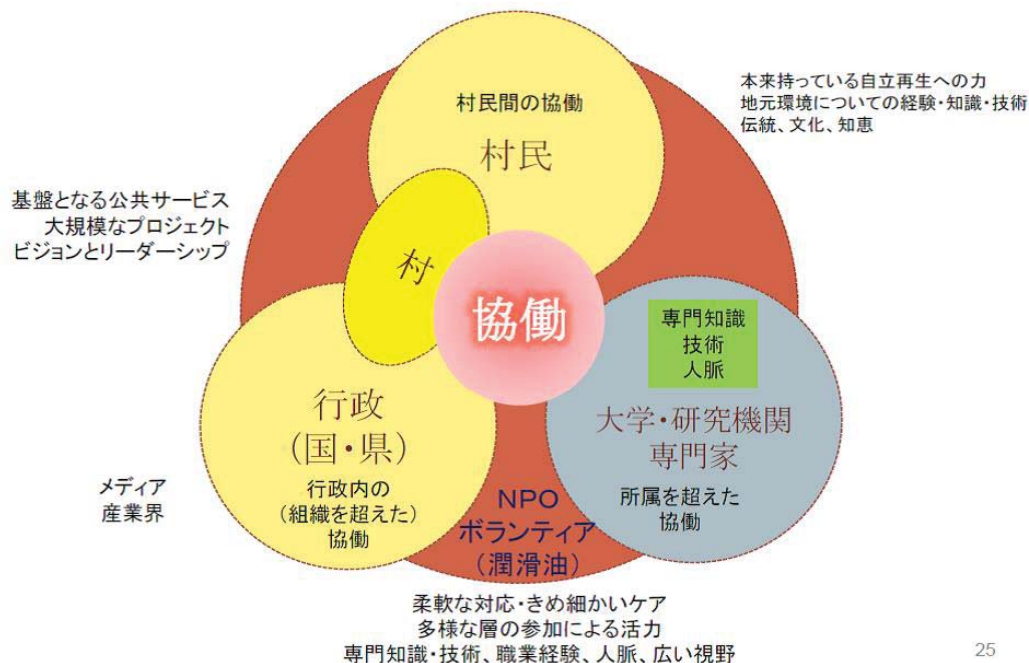 村民間の協働
村民
本来持っている自立再生への力
地元環境についての経験・知識・技術
伝統、文化、知恵
基盤となる公共サービス
大規模なプロジェクト
ビジョンとリーダーシップ
村
協働
専門知識
技術
人脈
行政
(国・県)
行政内の
(組織を超えた)
協働
大学・研究機関
専門家
所属を超えた
協働
メディア
産業界
NPO
ボランティア
(潤滑油)
柔軟な対応・きめ細かいケア
多様な層の参加による活力
専門知識・技術、職業経験、人脈、広い視野
25